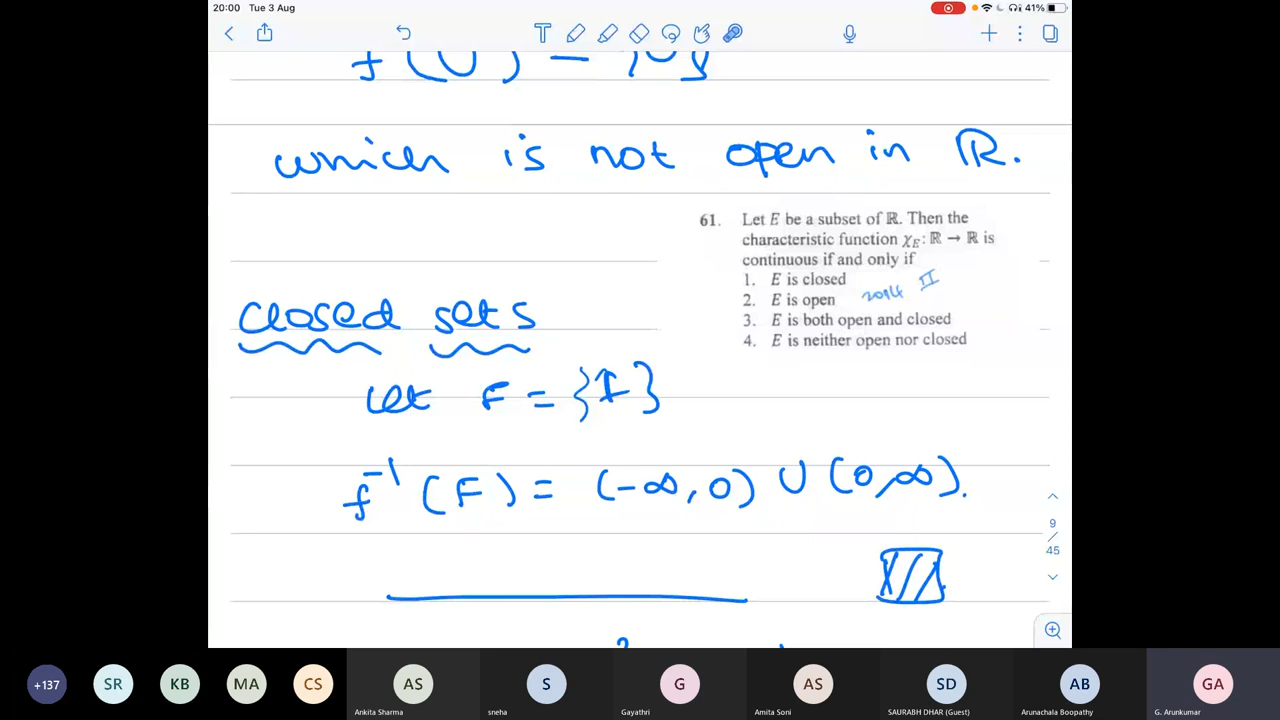 20:00 Tue 3 Aug
41%
which is not open in ℝ.
61. Let E be a subset of ℝ. Then the
characteristic function χ_E: ℝ → ℝ is
continuous if and only if
1. E is closed
2. E is open
2014 II
3. E is both open and closed
4. E is neither open nor closed
closed sets
Let F = {1}
f⁻¹(F) = (-∞, 0) ∪ (0, ∞).
9
/
45
+137
SR
KB
MA
CS
AS
S
G
AS
SD
AB
GA
Ankita Sharma
sneha
Gayathri
Amita Soni
SAURABH DHAR (Guest)
Arunachala Boopathy
G. Arunkumar